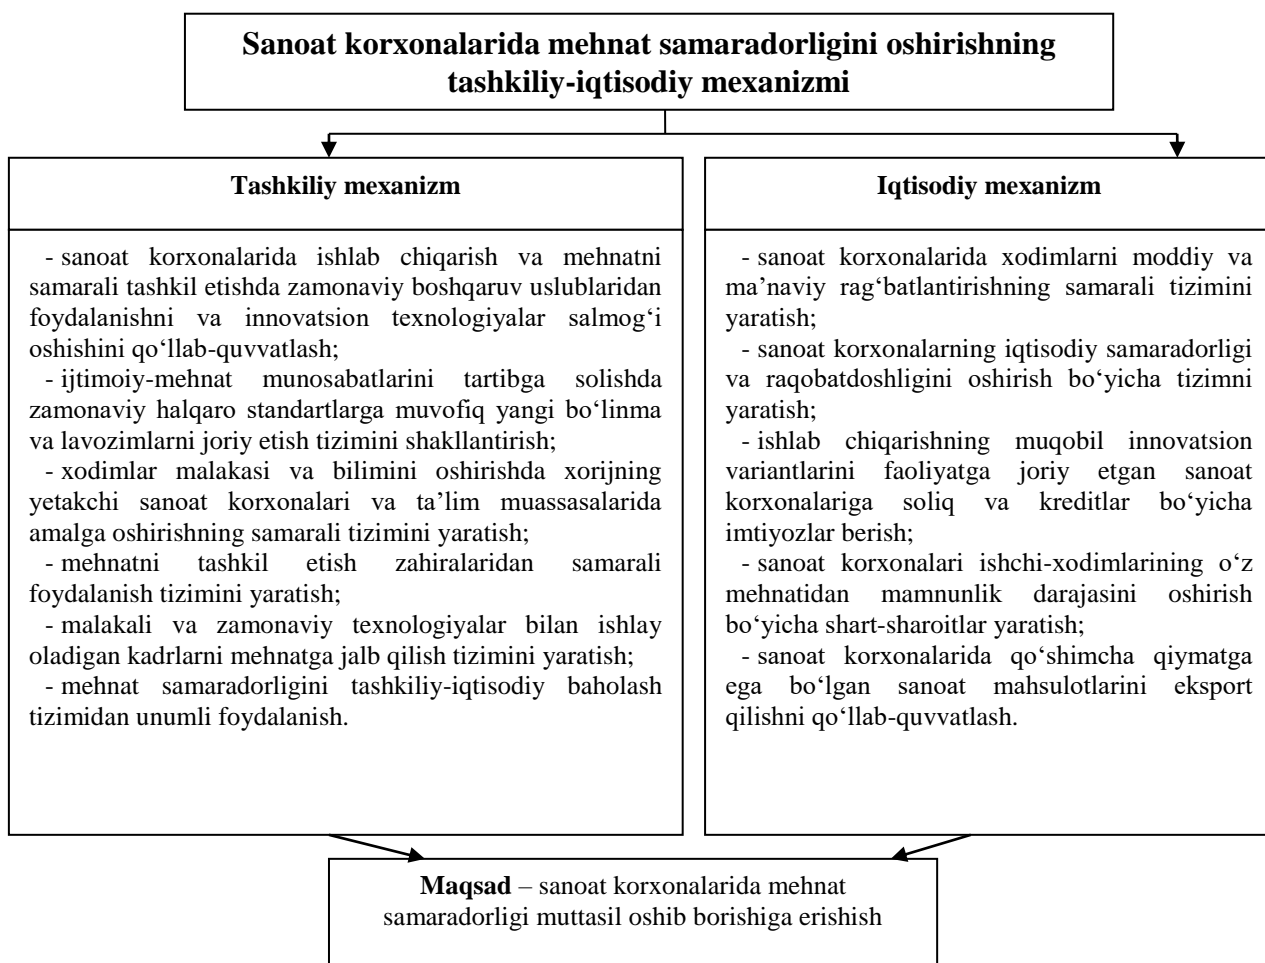 Sanoat korxonalarida mehnat samaradorligini oshirishning
tashkiliy-iqtisodiy mexanizmi
Tashkiliy mexanizm
- sanoat korxonalarida ishlab chiqarish va mehnatni
samarali tashkil etishda zamonaviy boshqaruv uslublaridan
foydalanishni va innovatsion texnologiyalar salmog‘i
oshishini qo‘llab-quvvatlash;
- ijtimoiy-mehnat munosabatlarini tartibga solishda
zamonaviy halqaro standartlarga muvofiq yangi bo‘linma
va lavozimlarni joriy etish tizimini shakllantirish;
- xodimlar malakasi va bilimini oshirishda xorijning
yetakchi sanoat korxonalari va ta’lim muassasalarida
amalga oshirishning samarali tizimini yaratish;
- mehnatni tashkil etish zahiralaridan samarali
foydalanish tizimini yaratish;
- malakali va zamonaviy texnologiyalar bilan ishlay
oladigan kadrlarni mehnatga jalb qilish tizimini yaratish;
- mehnat samaradorligini tashkiliy-iqtisodiy baholash
tizimidan unumli foydalanish.
Iqtisodiy mexanizm
- sanoat korxonalarida xodimlarni moddiy va
ma’naviy rag‘batlantirishning samarali tizimini
yaratish;
- sanoat korxonalarning iqtisodiy samaradorligi
va raqobatdoshligini oshirish bo‘yicha tizimni
yaratish;
- ishlab chiqarishning muqobil innovatsion
variantlarini faoliyatga joriy etgan sanoat
korxonalariga soliq va kreditlar bo‘yicha
imtiyozlar berish;
- sanoat korxonalari ishchi-xodimlarining o‘z
mehnatidan mamnunlik darajasini oshirish
bo‘yicha shart-sharoitlar yaratish;
- sanoat korxonalarida qo‘shimcha qiymatga
ega bo‘lgan sanoat mahsulotlarini eksport
qilishni qo‘llab-quvvatlash.
Maqsad – sanoat korxonalarida mehnat
samaradorligi muttasil oshib borishiga erishish